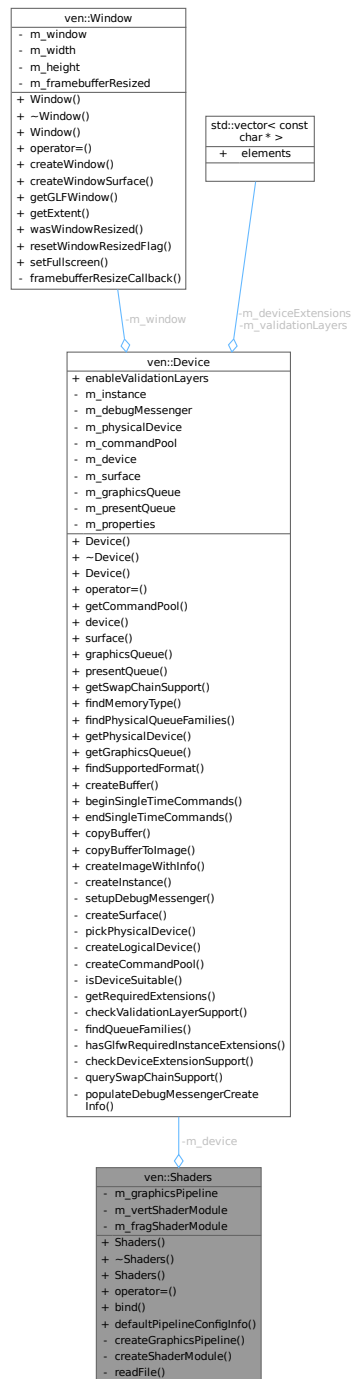 ven::Window
- m_window
- m_width
- m_height
- m_framebufferResized
+ Window()
+ ~Window()
+ Window()
+ operator=()
+ createWindow()
+ createWindowSurface()
+ getGLFWindow()
+ getExtent()
+ wasWindowResized()
+ resetWindowResizedFlag()
+ setFullscreen()
- framebufferResizeCallback()
std::vector< const
char * >
+ elements
-m_window
-m_deviceExtensions
-m_validationLayers
ven::Device
+ enableValidationLayers
- m_instance
- m_debugMessenger
- m_physicalDevice
- m_commandPool
- m_device
- m_surface
- m_graphicsQueue
- m_presentQueue
- m_properties
+ Device()
+ ~Device()
+ Device()
+ operator=()
+ getCommandPool()
+ device()
+ surface()
+ graphicsQueue()
+ presentQueue()
+ getSwapChainSupport()
+ findMemoryType()
+ findPhysicalQueueFamilies()
+ getPhysicalDevice()
+ getGraphicsQueue()
+ findSupportedFormat()
+ createBuffer()
+ beginSingleTimeCommands()
+ endSingleTimeCommands()
+ copyBuffer()
+ copyBufferToImage()
+ createImageWithInfo()
- createInstance()
- setupDebugMessenger()
- createSurface()
- pickPhysicalDevice()
- createLogicalDevice()
- createCommandPool()
- isDeviceSuitable()
- getRequiredExtensions()
- checkValidationLayerSupport()
- findQueueFamilies()
- hasGlfwRequiredInstanceExtensions()
- checkDeviceExtensionSupport()
- querySwapChainSupport()
- populateDebugMessengerCreate
Info()
-m_device
ven::Shaders
- m_graphicsPipeline
- m_vertShaderModule
- m_fragShaderModule
+ Shaders()
+ ~Shaders()
+ Shaders()
+ operator=()
+ bind()
+ defaultPipelineConfigInfo()
- createGraphicsPipeline()
- createShaderModule()
- readFile()